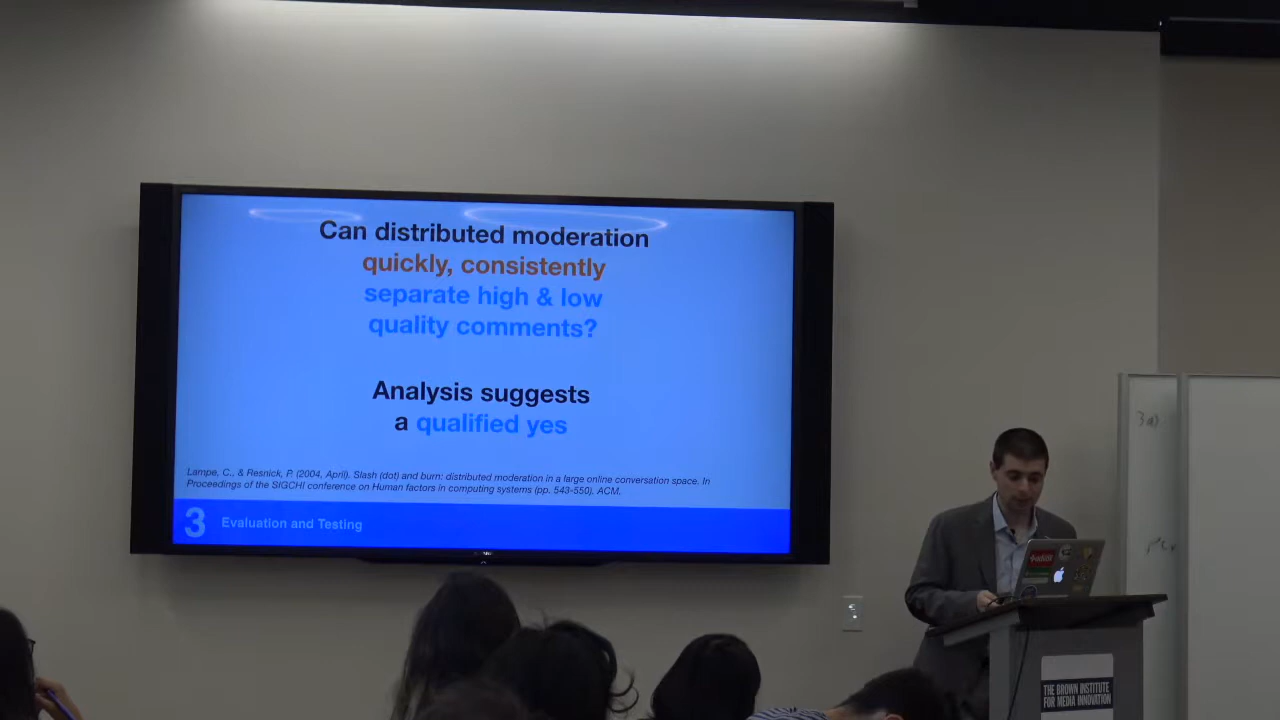 Can distributed moderation
quickly, consistently
separate high & low
quality comments?
Analysis suggests
a qualified yes
Lampe, C., & Resnick, P. (2004, April). Slash (dot) and burn: distributed moderation in a large online conversation space. In
Proceedings of the SIGCHI conference on Human factors in computing systems (pp. 543-550). ACM.
3 Evaluation and Testing
THE BROWN INSTITUTE
FOR MEDIA INNOVATION